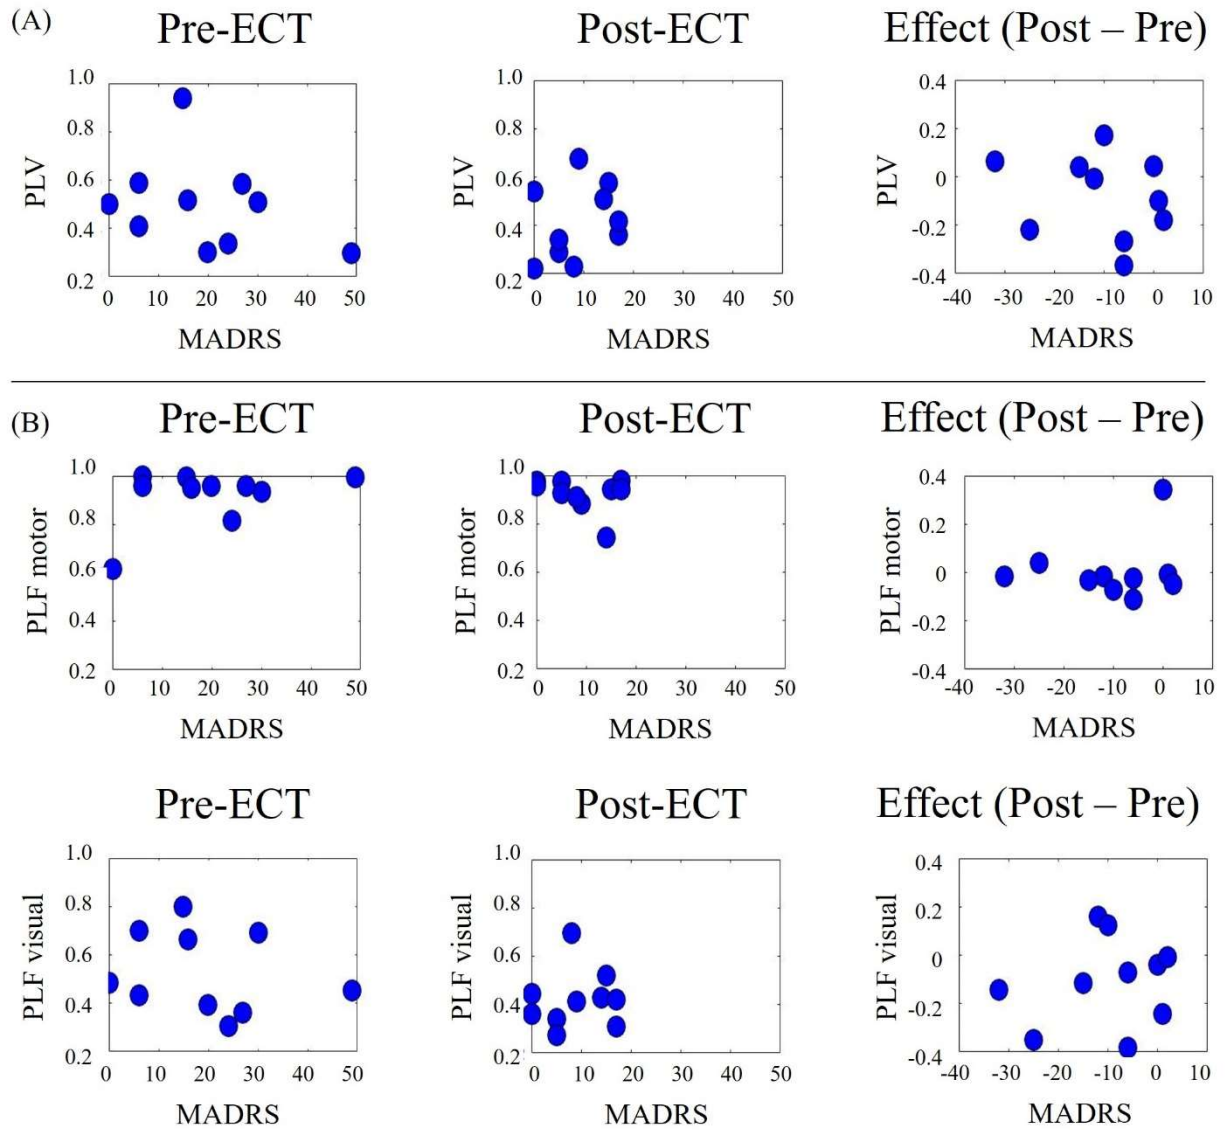 (A)
Pre-ECT Post-ECT Effect (Post – Pre)
1.0 1.0 0.4
0.8 0.8 0.2
PLV 0.6 PLV 0.6 PLV 0
0.4 0.4 -0.2
0.2 0.2 -0.4
0 10 20 30 40 50 0 10 20 30 40 50 -40 -30 -20 -10 0 10
MADRS MADRS MADRS
(B)
Pre-ECT Post-ECT Effect (Post – Pre)
1.0 1.0 0.4
0.8 0.8 0.2
PLF motor 0.6 PLF motor 0.6 PLF motor 0
0.4 0.4 -0.2
0.2 0.2 -0.4
0 10 20 30 40 50 0 10 20 30 40 50 -40 -30 -20 -10 0 10
MADRS MADRS MADRS
Pre-ECT Post-ECT Effect (Post – Pre)
1.0 1.0 0.4
0.8 0.8 0.2
PLF visual 0.6 PLF visual 0.6 PLF visual 0
0.4 0.4 -0.2
0.2 0.2 -0.4
0 10 20 30 40 50 0 10 20 30 40 50 -40 -30 -20 -10 0 10
MADRS MADRS MADRS